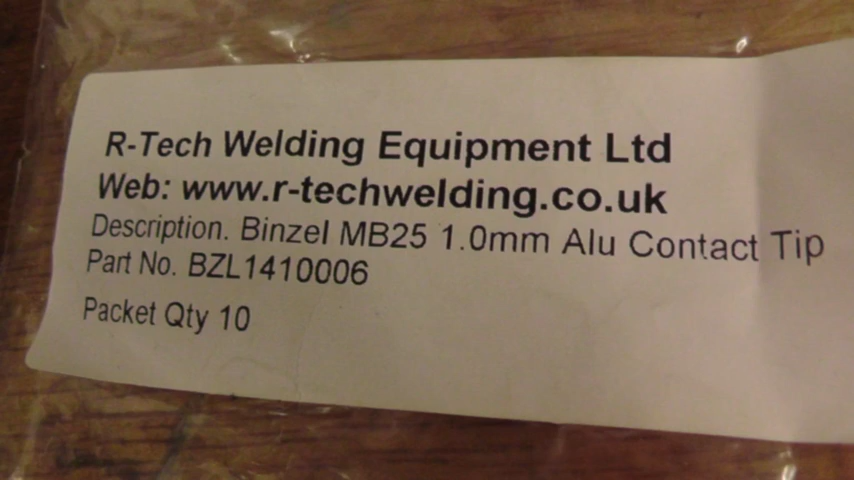 R-Tech Welding Equipment Ltd
Web: www.r-techwelding.co.uk
Description. Binzel MB25 1.0mm Alu Contact Tip
Part No. BZL1410006
Packet Qty 10